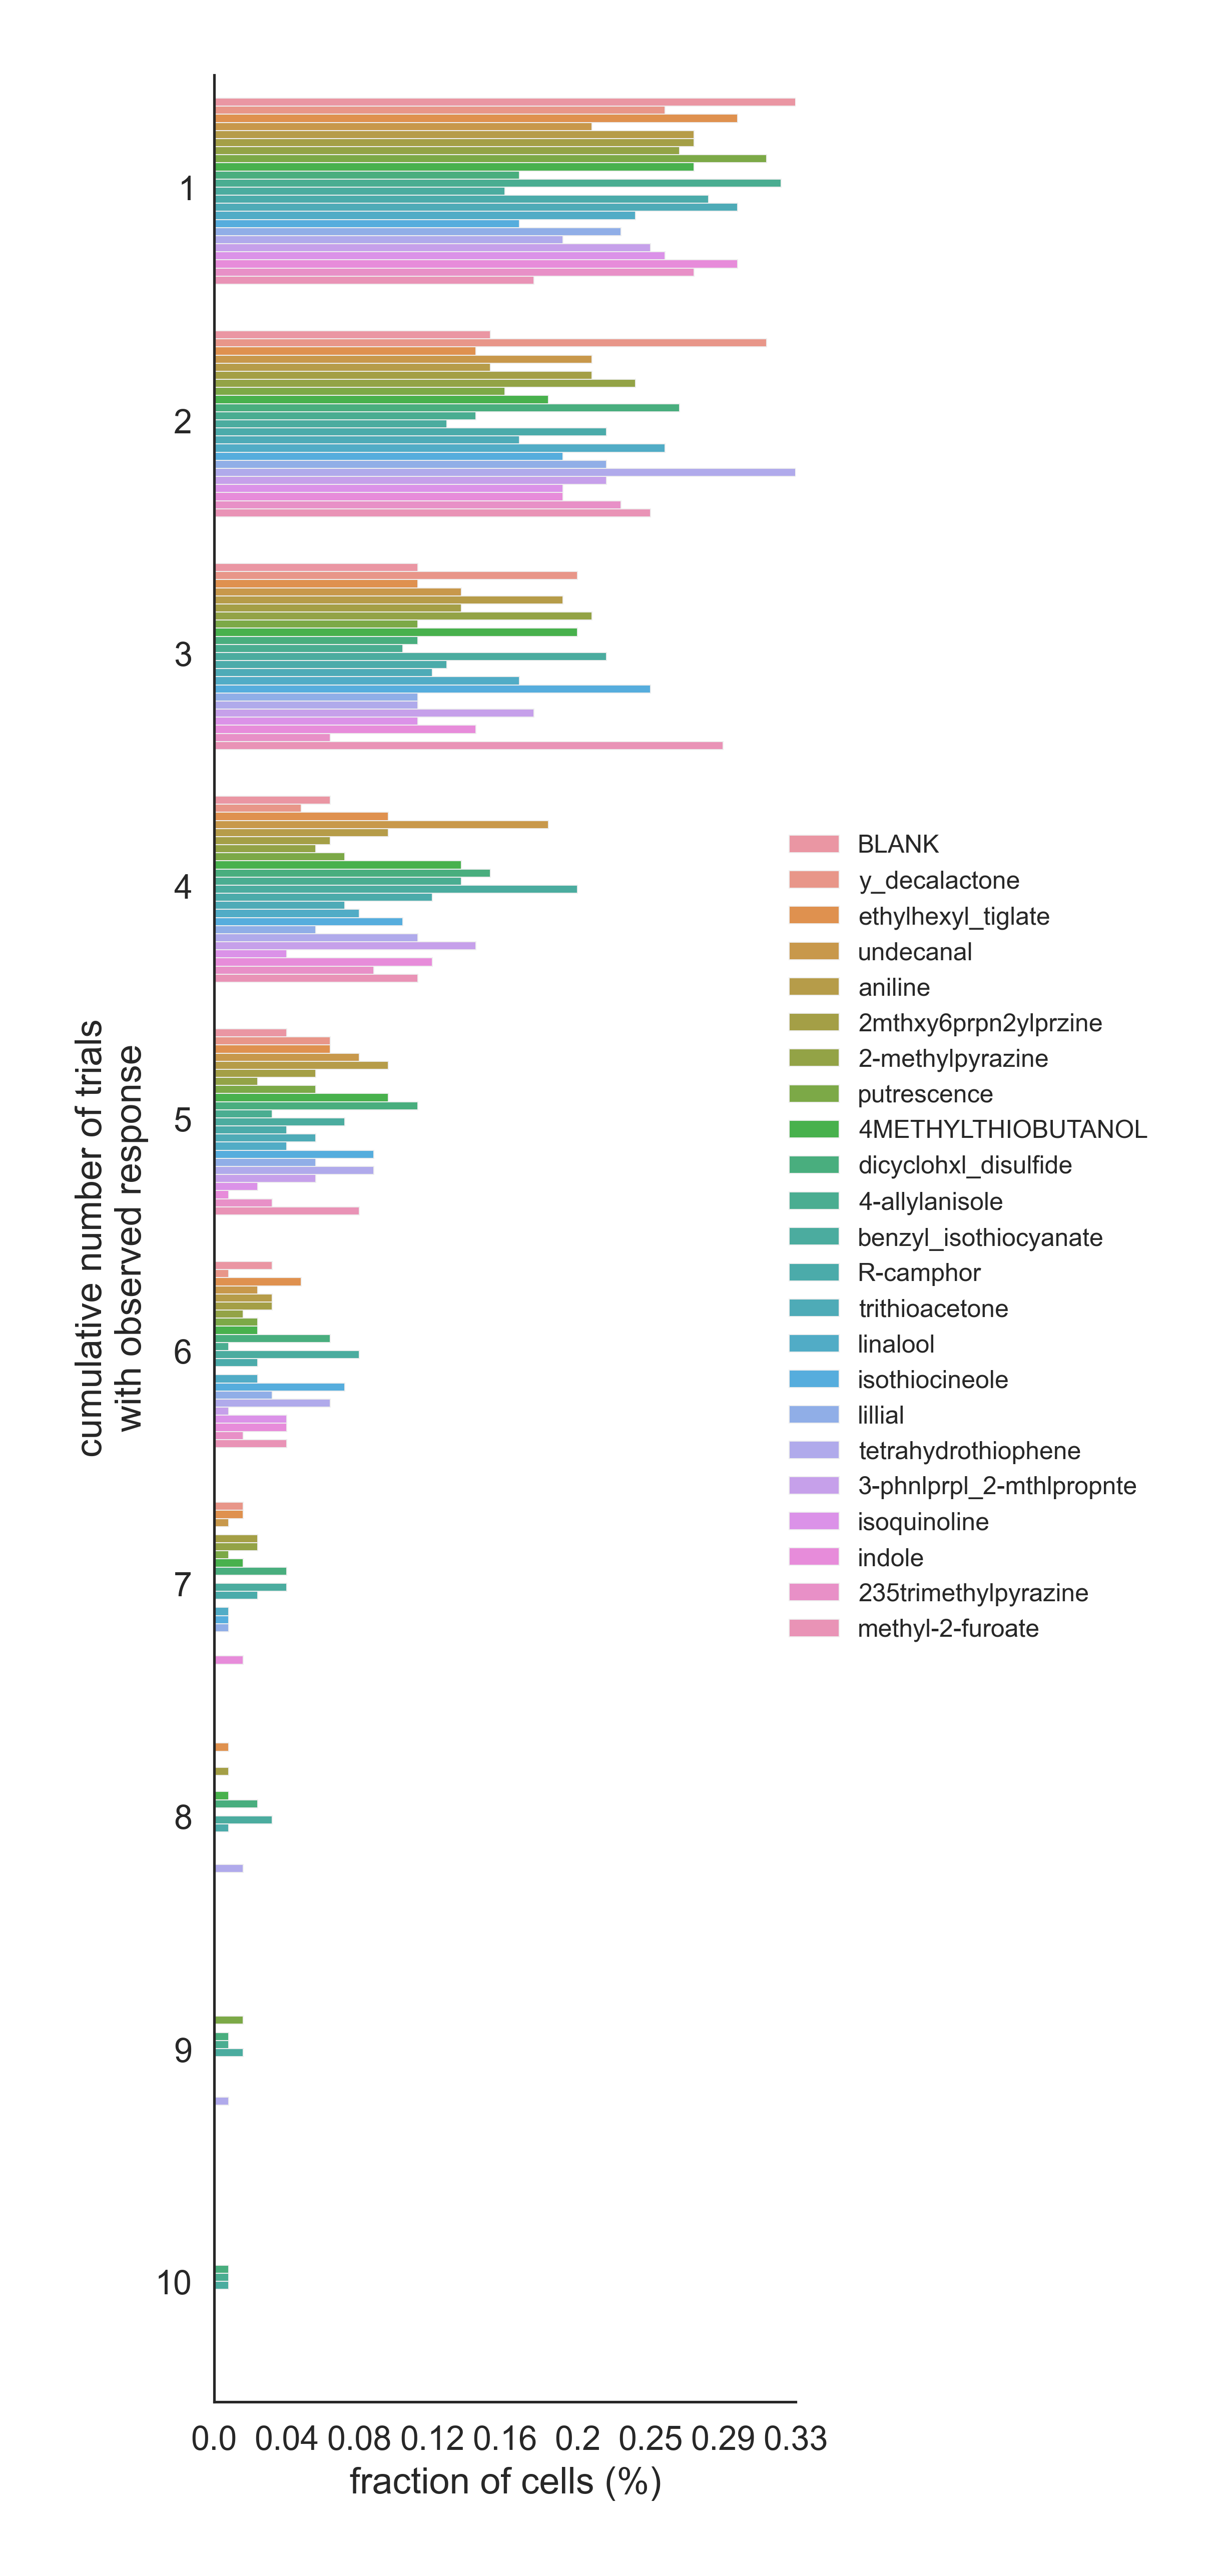 cumulative number of trials
with observed response
1
2
3
4
5
6
7
8
9
10
BLANK
y_decalactone
ethylhexyl_tiglate
undecanal
aniline
2mthxy6prpn2ylprzine
2-methylpyrazine
putrescence
4METHYLTHIOBUTANOL
dicyclohxl_disulfide
4-allylanisole
benzyl_isothiocyanate
R-camphor
trithioacetone
linalool
isothiocineole
lillial
tetrahydrothiophene
3-phnlprpl_2-mthlpropnte
isoquinoline
indole
235trimethylpyrazine
methyl-2-furoate
0.0 0.04 0.08 0.12 0.16 0.2 0.25 0.29 0.33
fraction of cells (%)